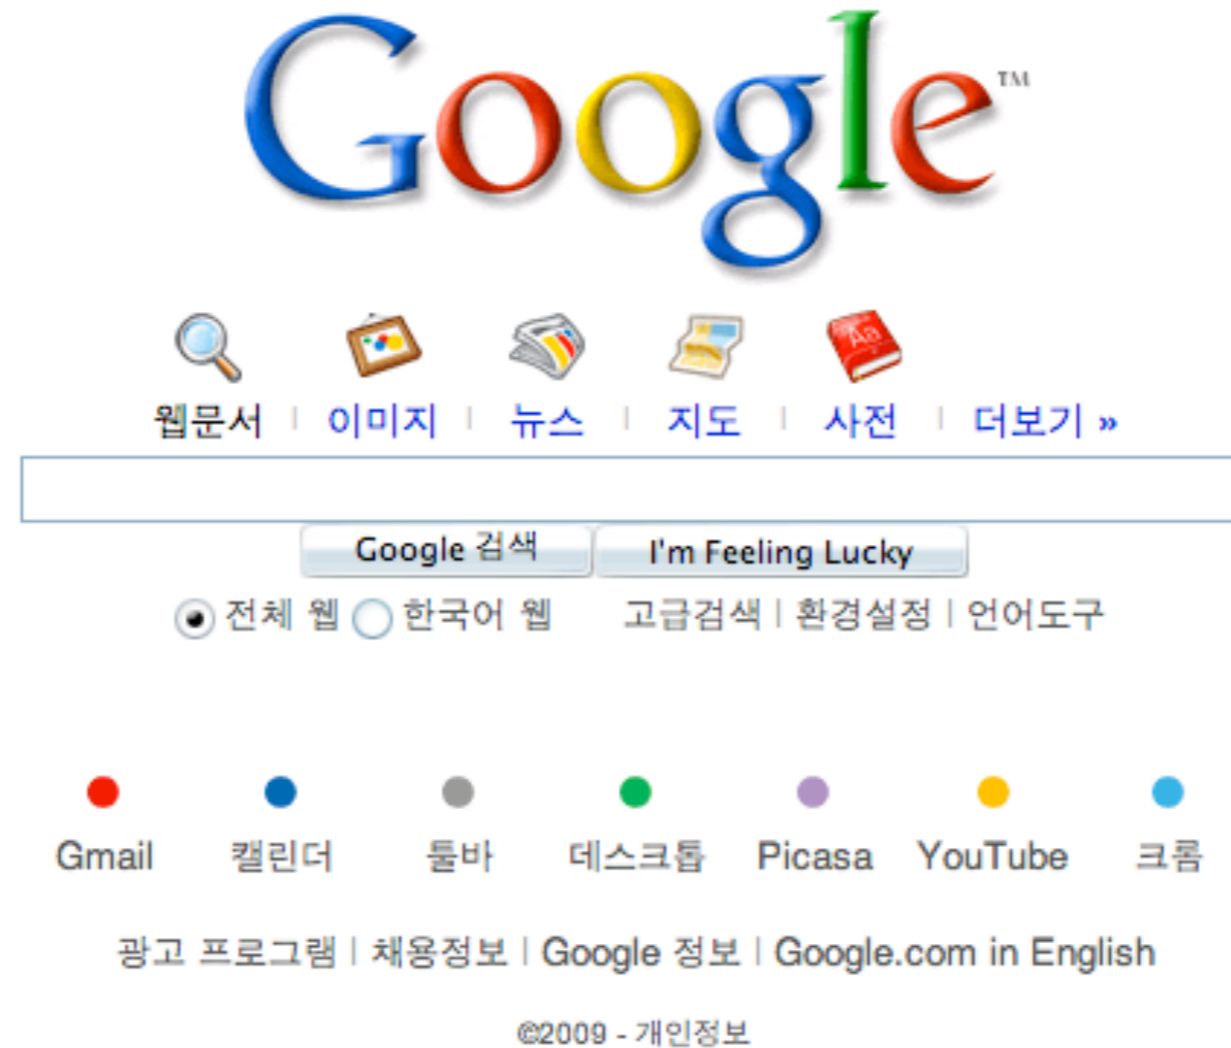 Google™
웹문서 | 이미지 | 뉴스 | 지도 | 사전 | 더보기 »
Google 검색 I'm Feeling Lucky
전체 웹 한국어 웹 고급검색 | 환경설정 | 언어도구
Gmail 캘린더 툴바 데스크톱 Picasa YouTube 크롬
광고 프로그램 | 채용정보 | Google 정보 | Google.com in English
©2009 - 개인정보